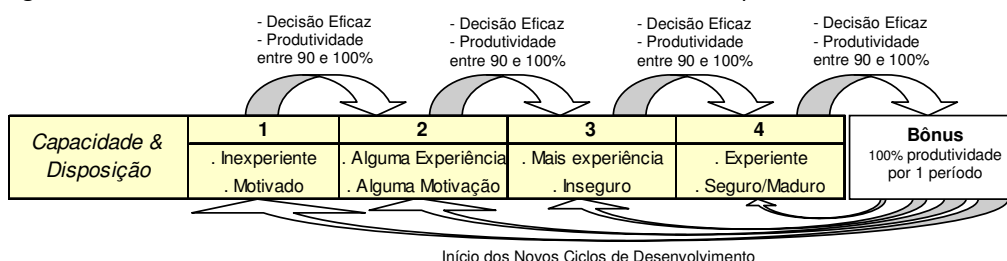 - Decisão Eficaz
- Produtividade
entre 90 e 100%
- Decisão Eficaz
- Produtividade
entre 90 e 100%
- Decisão Eficaz
- Produtividade
entre 90 e 100%
- Decisão Eficaz
- Produtividade
entre 90 e 100%
Capacidade &
Disposição
1
. Inexperiente
. Motivado
2
. Alguma Experiência
. Alguma Motivação
3
. Mais experiência
. Inseguro
4
. Experiente
. Seguro/Maduro
Bônus
100% produtividade
por 1 período
Início dos Novos Ciclos de Desenvolvimento